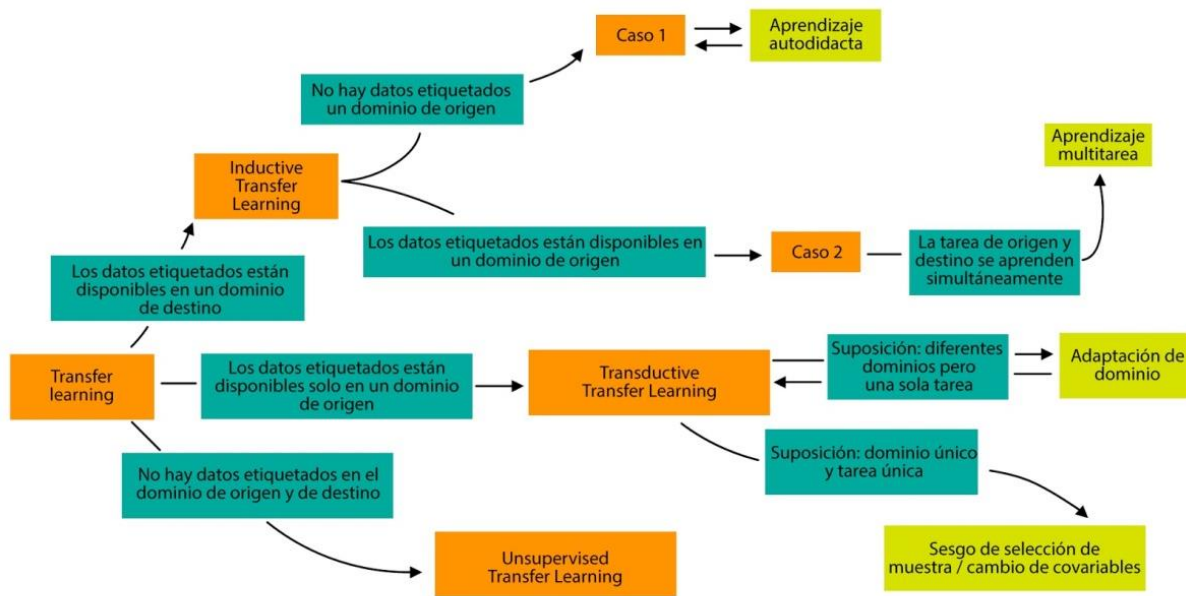 Caso 1
Aprendizaje
autodidacta
No hay datos etiquetados
un dominio de origen
Inductive
Transfer
Learning
Aprendizaje
multitarea
Los datos etiquetados están disponibles en
un dominio de origen
Caso 2
La tarea de origen y
destino se aprenden
simultáneamente
Los datos etiquetados están
disponibles en un dominio
de destino
Transfer
learning
Los datos etiquetados están
disponibles solo en un dominio
de origen
Transductive
Transfer Learning
Suposición: diferentes
dominios pero
una sola tarea
Adaptación de
dominio
No hay datos etiquetados en el
dominio de origen y de destino
Suposición: dominio único
y tarea única
Unsupervised
Transfer Learning
Sesgo de selección de
muestra / cambio de covariables